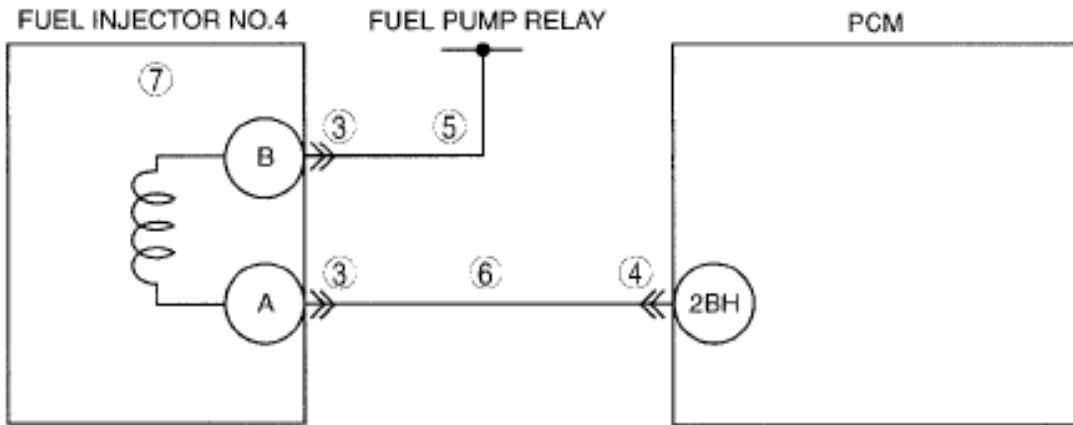 FUEL INJECTOR NO.4
FUEL PUMP RELAY
PCM
⑦
B
③
⑤
A
③
⑥
④
2BH